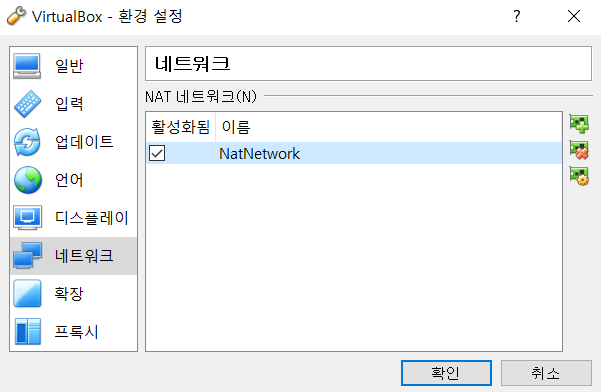 VirtualBox - 환경 설정
일반
입력
업데이트
언어
디스플레이
네트워크
확장
프록시
네트워크
NAT 네트워크(N)
활성화됨 이름
NatNetwork
확인 취소